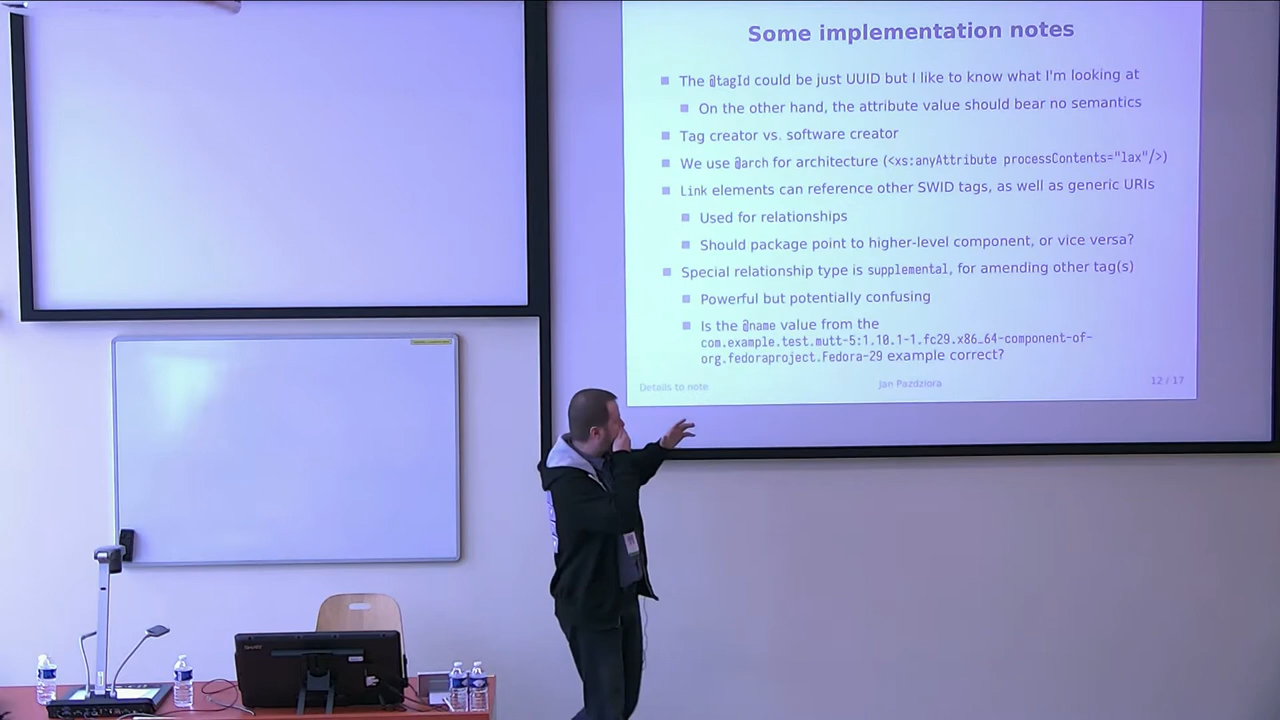 Some implementation notes
The @tagId could be just UUID but I like to know what I'm looking at
On the other hand, the attribute value should bear no semantics
Tag creator vs. software creator
We use @arch for architecture (<xs:anyAttribute processContents="lax"/>)
Link elements can reference other SWID tags, as well as generic URIs
Used for relationships
Should package point to higher-level component, or vice versa?
Special relationship type is supplemental, for amending other tag(s)
Powerful but potentially confusing
Is the @name value from the
com.example.test.mutt-5:1.10.1-1.fc29.x86_64-component-of-
org.fedoraproject.Fedora-29 example correct?
Details to note
Jan Pazdziora
12 / 17